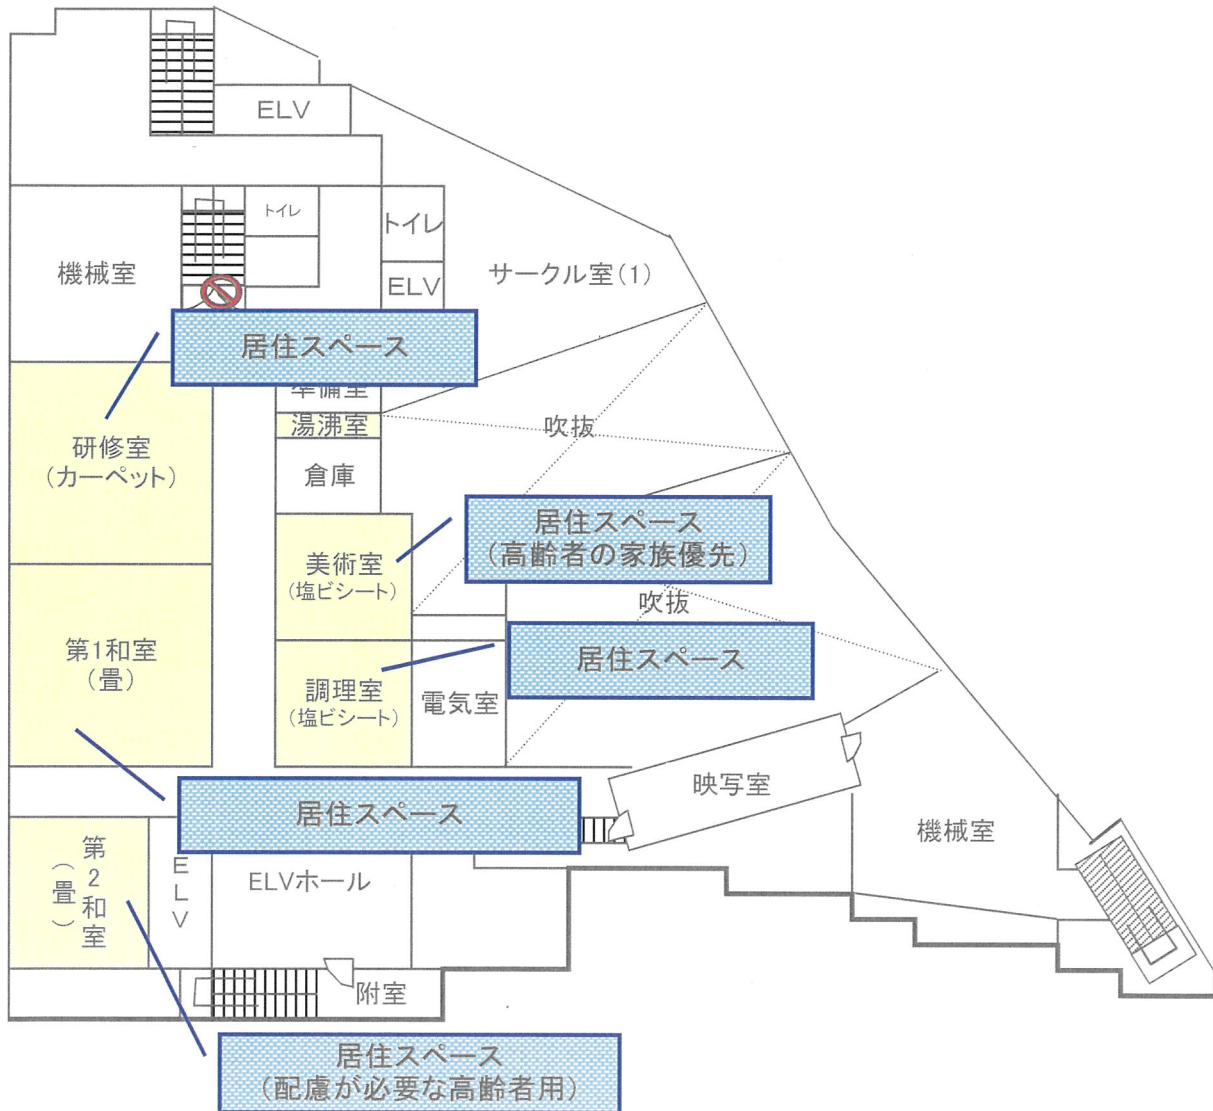 ELV
トイレ
トイレ
機械室
ELV
サークル室(1)
居住スペース
準備室
湯沸室
吹抜
研修室
(カーペット)
倉庫
居住スペース
(高齢者の家族優先)
美術室
(塩ビシート)
吹抜
第1和室
(畳)
居住スペース
調理室
(塩ビシート)
電気室
映写室
居住スペース
機械室
第2和室
(畳)
ELV
ELVホール
附室
居住スペース
(配慮が必要な高齢者用)